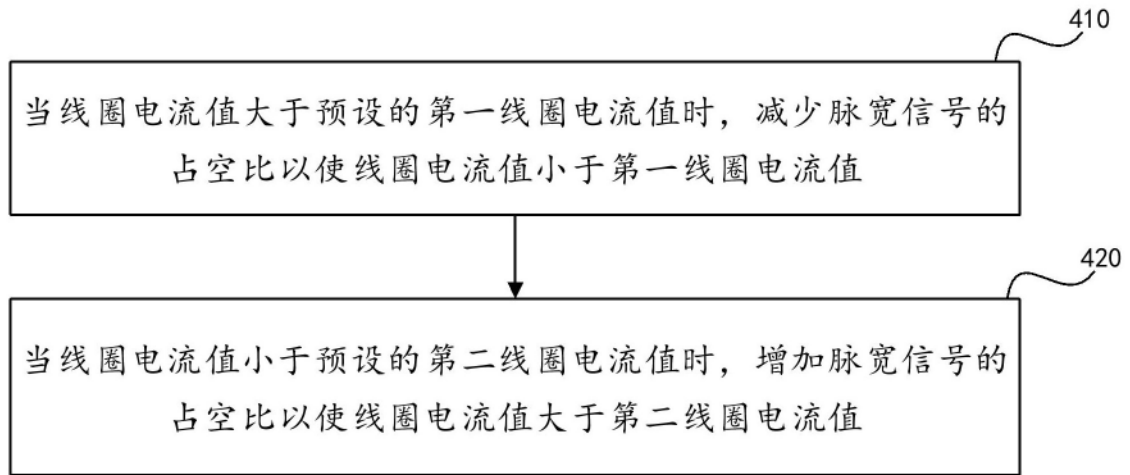 410
当线圈电流值大于预设的第一线圈电流值时，减少脉宽信号的
占空比以使线圈电流值小于第一线圈电流值
420
当线圈电流值小于预设的第二线圈电流值时，增加脉宽信号的
占空比以使线圈电流值大于第二线圈电流值